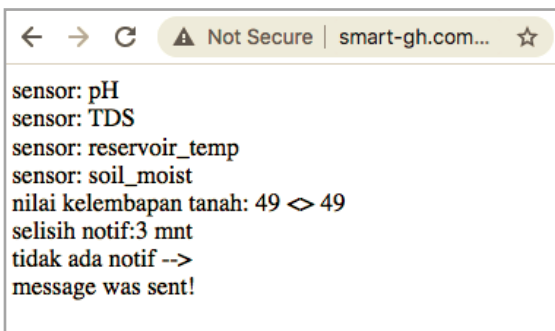 Not Secure | smart-gh.com...
sensor: pH
sensor: TDS
sensor: reservoir_temp
sensor: soil_moist
nilai kelembapan tanah: 49 <> 49
selisih notif:3 mnt
tidak ada notif -->
message was sent!